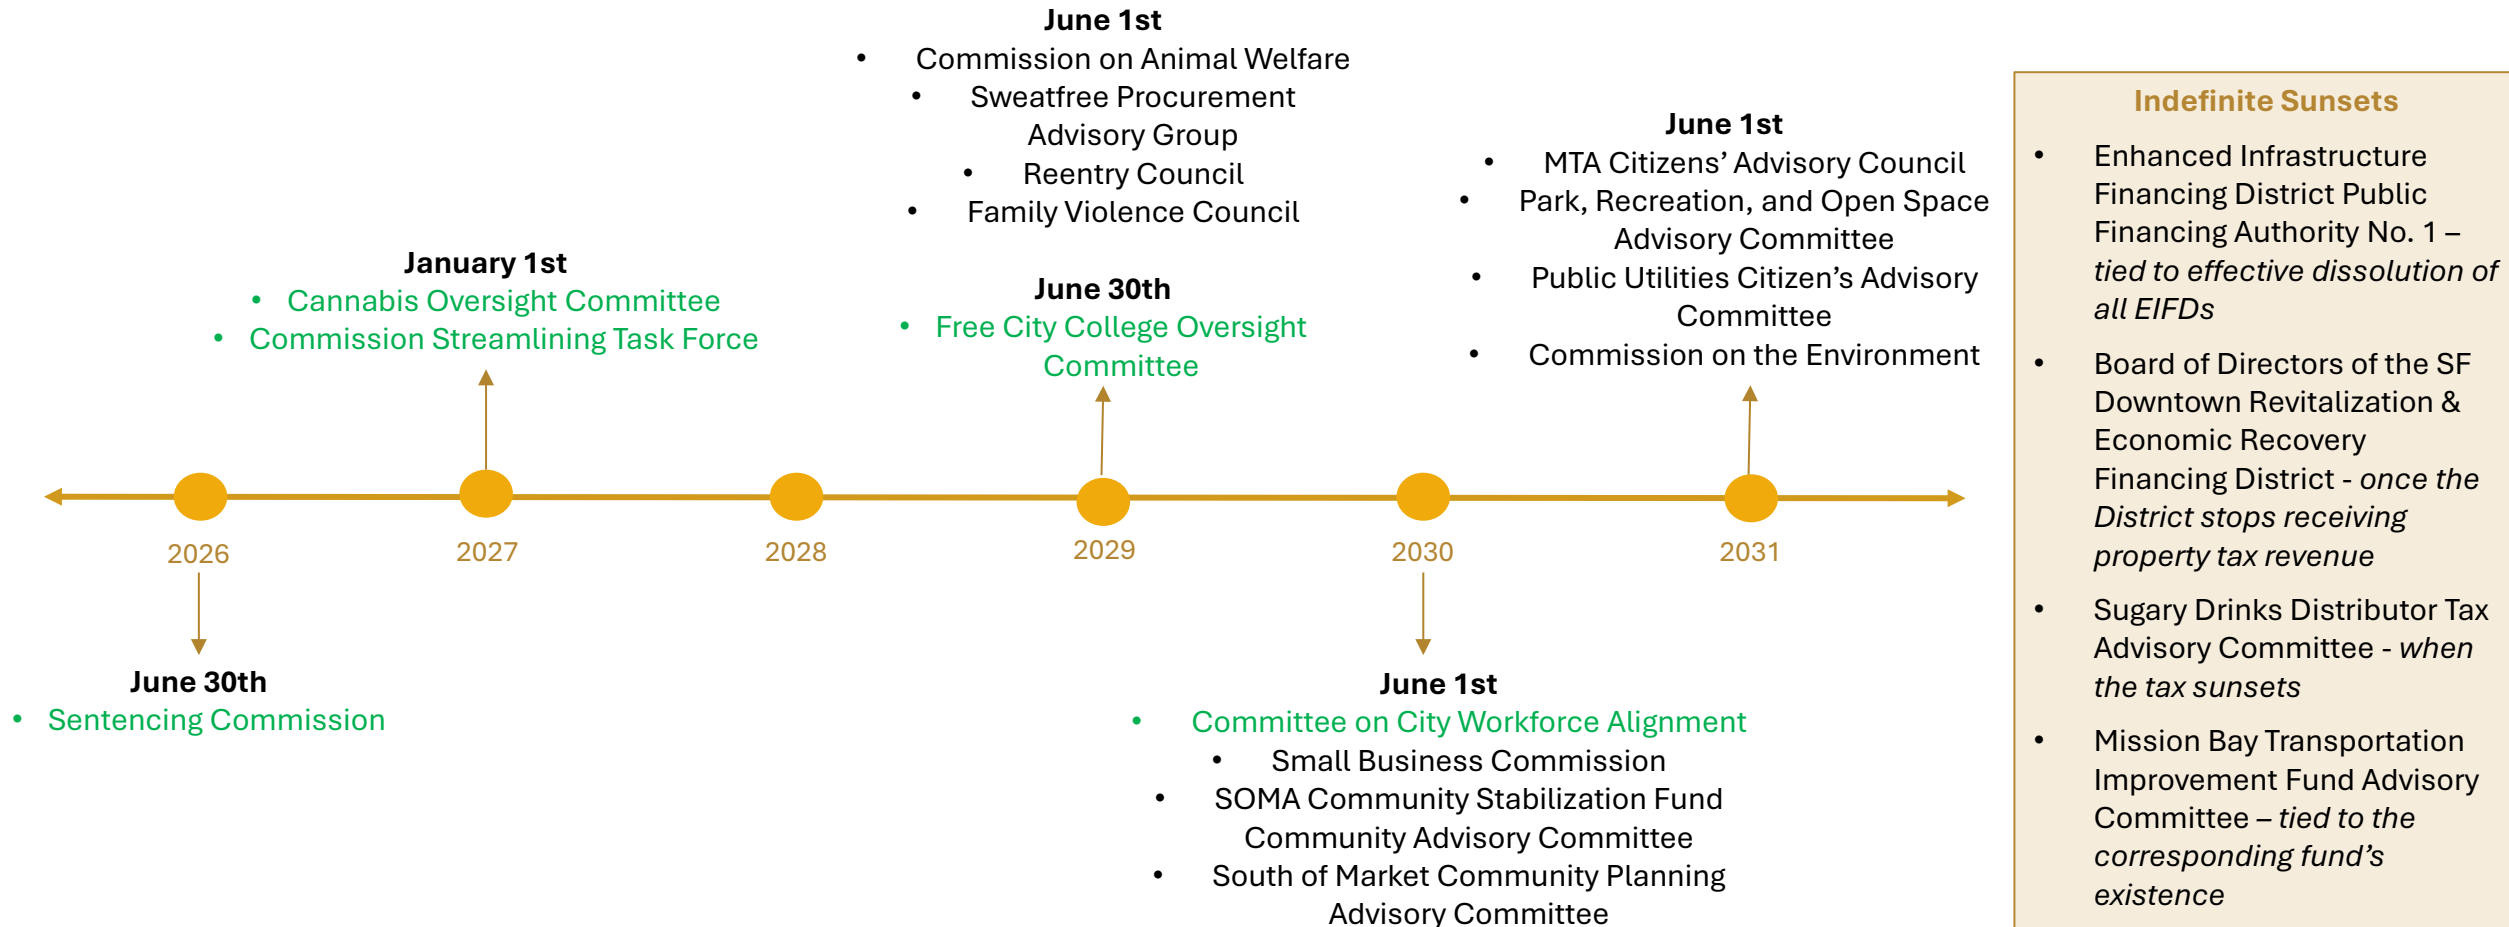 June 1st
• Commission on Animal Welfare
• Sweatfree Procurement
Advisory Group
• Reentry Council
• Family Violence Council
June 30th
• Free City College Oversight
Committee
January 1st
• Cannabis Oversight Committee
• Commission Streamlining Task Force
June 1st
• MTA Citizens’ Advisory Council
• Park, Recreation, and Open Space
Advisory Committee
• Public Utilities Citizen’s Advisory
Committee
• Commission on the Environment
2026
2027
2028
2029
2030
2031
June 30th
• Sentencing Commission
June 1st
• Committee on City Workforce Alignment
• Small Business Commission
• SOMA Community Stabilization Fund
Community Advisory Committee
• South of Market Community Planning
Advisory Committee
Indefinite Sunsets
• Enhanced Infrastructure
Financing District Public
Financing Authority No. 1 –
tied to effective dissolution of
all EIFDs
• Board of Directors of the SF
Downtown Revitalization &
Economic Recovery
Financing District - once the
District stops receiving
property tax revenue
• Sugary Drinks Distributor Tax
Advisory Committee - when
the tax sunsets
• Mission Bay Transportation
Improvement Fund Advisory
Committee – tied to the
corresponding fund’s
existence